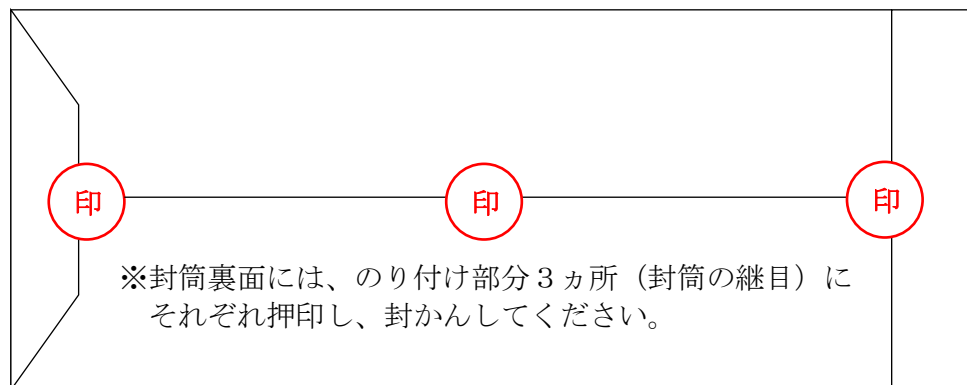 印 印 印
※封筒裏面には、のり付け部分３ヵ所（封筒の継目）に
それぞれ押印し、封かんしてください。